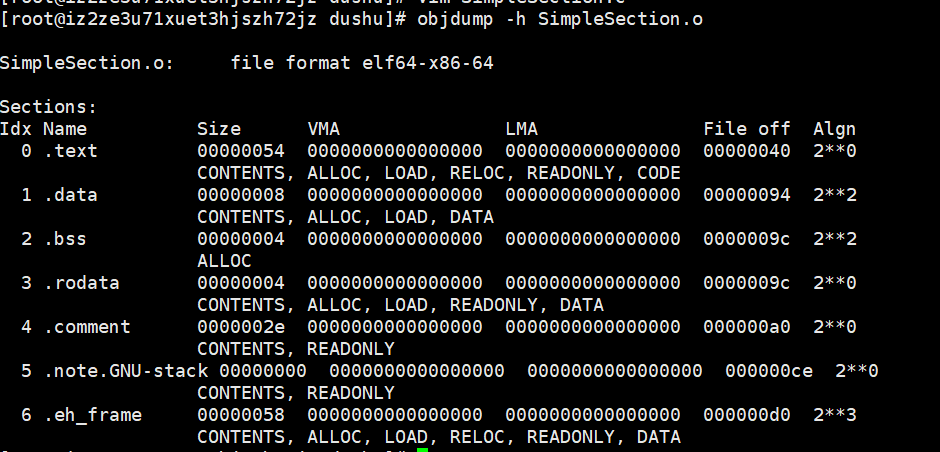 [root@iz2ze3u71xuet3hjszh72jz dushu]# vim SimpleSection.c
[root@iz2ze3u71xuet3hjszh72jz dushu]# objdump -h SimpleSection.o
SimpleSection.o:     file format elf64-x86-64
Sections:
Idx Name          Size      VMA               LMA               File off  Algn
  0 .text         00000054  0000000000000000  0000000000000000  00000040  2**0
                  CONTENTS, ALLOC, LOAD, RELOC, READONLY, CODE
  1 .data         00000008  0000000000000000  0000000000000000  00000094  2**2
                  CONTENTS, ALLOC, LOAD, DATA
  2 .bss          00000004  0000000000000000  0000000000000000  0000009c  2**2
                  ALLOC
  3 .rodata       00000004  0000000000000000  0000000000000000  0000009c  2**0
                  CONTENTS, ALLOC, LOAD, READONLY, DATA
  4 .comment      0000002e  0000000000000000  0000000000000000  000000a0  2**0
                  CONTENTS, READONLY
  5 .note.GNU-stack 00000000  0000000000000000  0000000000000000  000000ce  2**0
                  CONTENTS, READONLY
  6 .eh_frame     00000058  0000000000000000  0000000000000000  000000d0  2**3
                  CONTENTS, ALLOC, LOAD, RELOC, READONLY, DATA